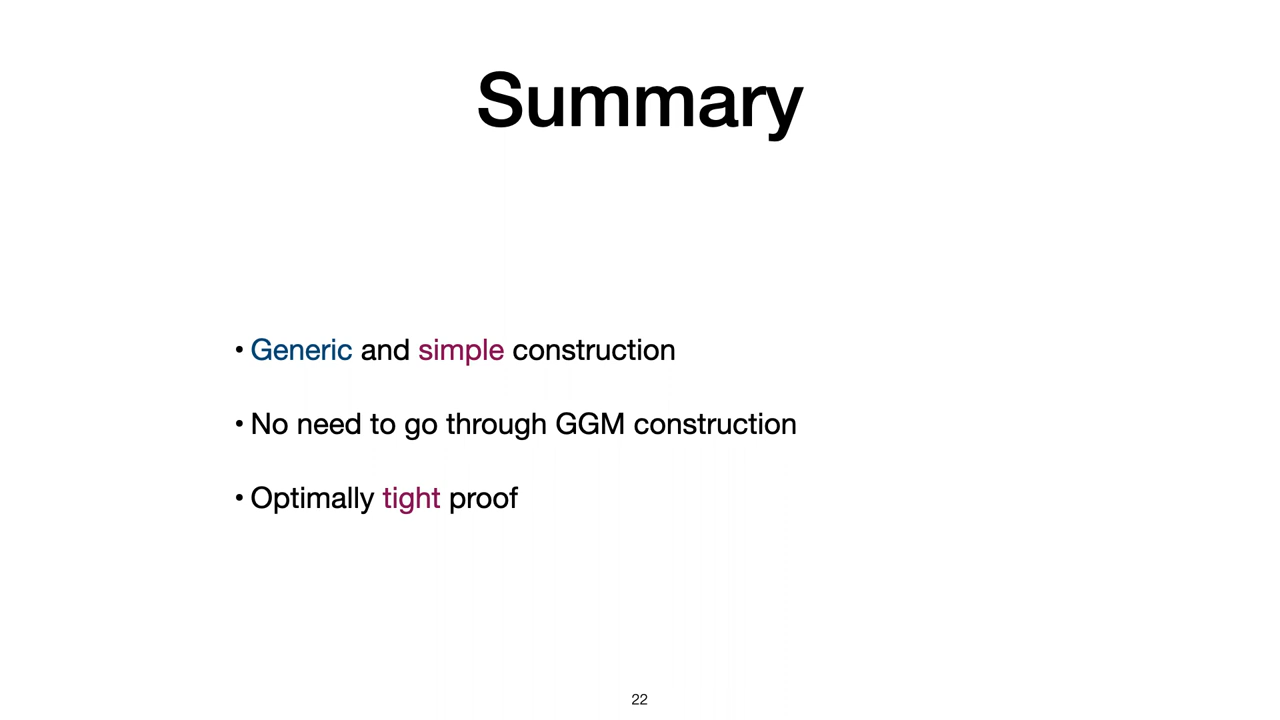 Summary
• Generic and simple construction
• No need to go through GGM construction
• Optimally tight proof
22